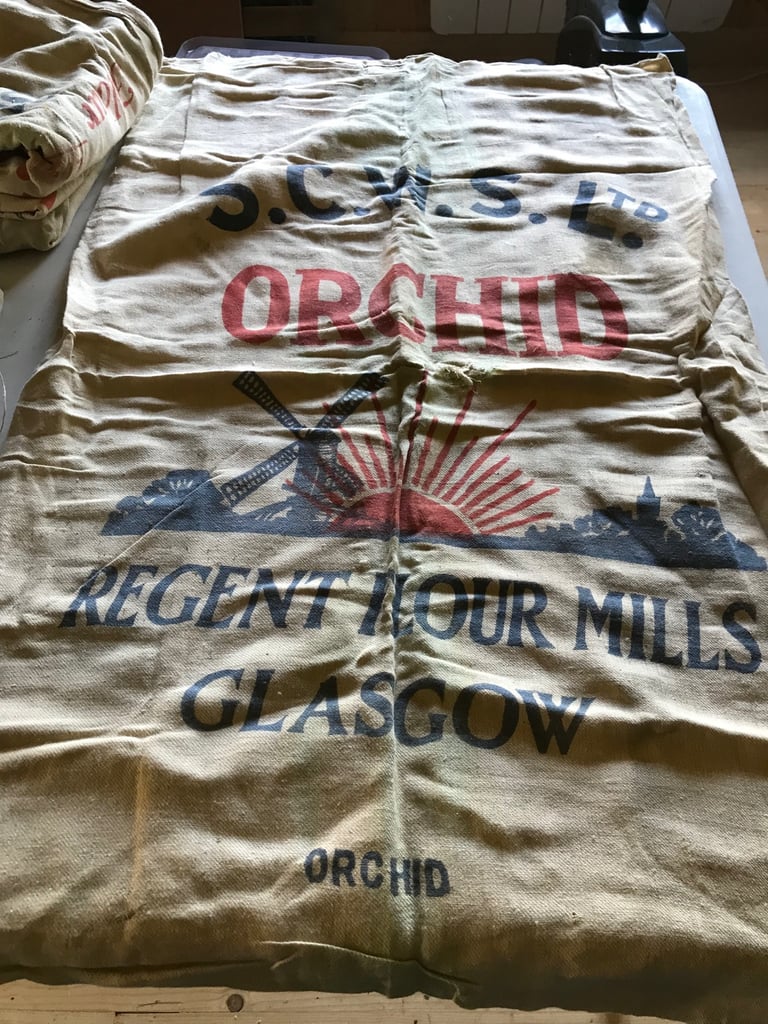 S.C.W.S. LTD.
ORCHID
REGENT FLOUR MILLS
GLASGOW
ORCHID